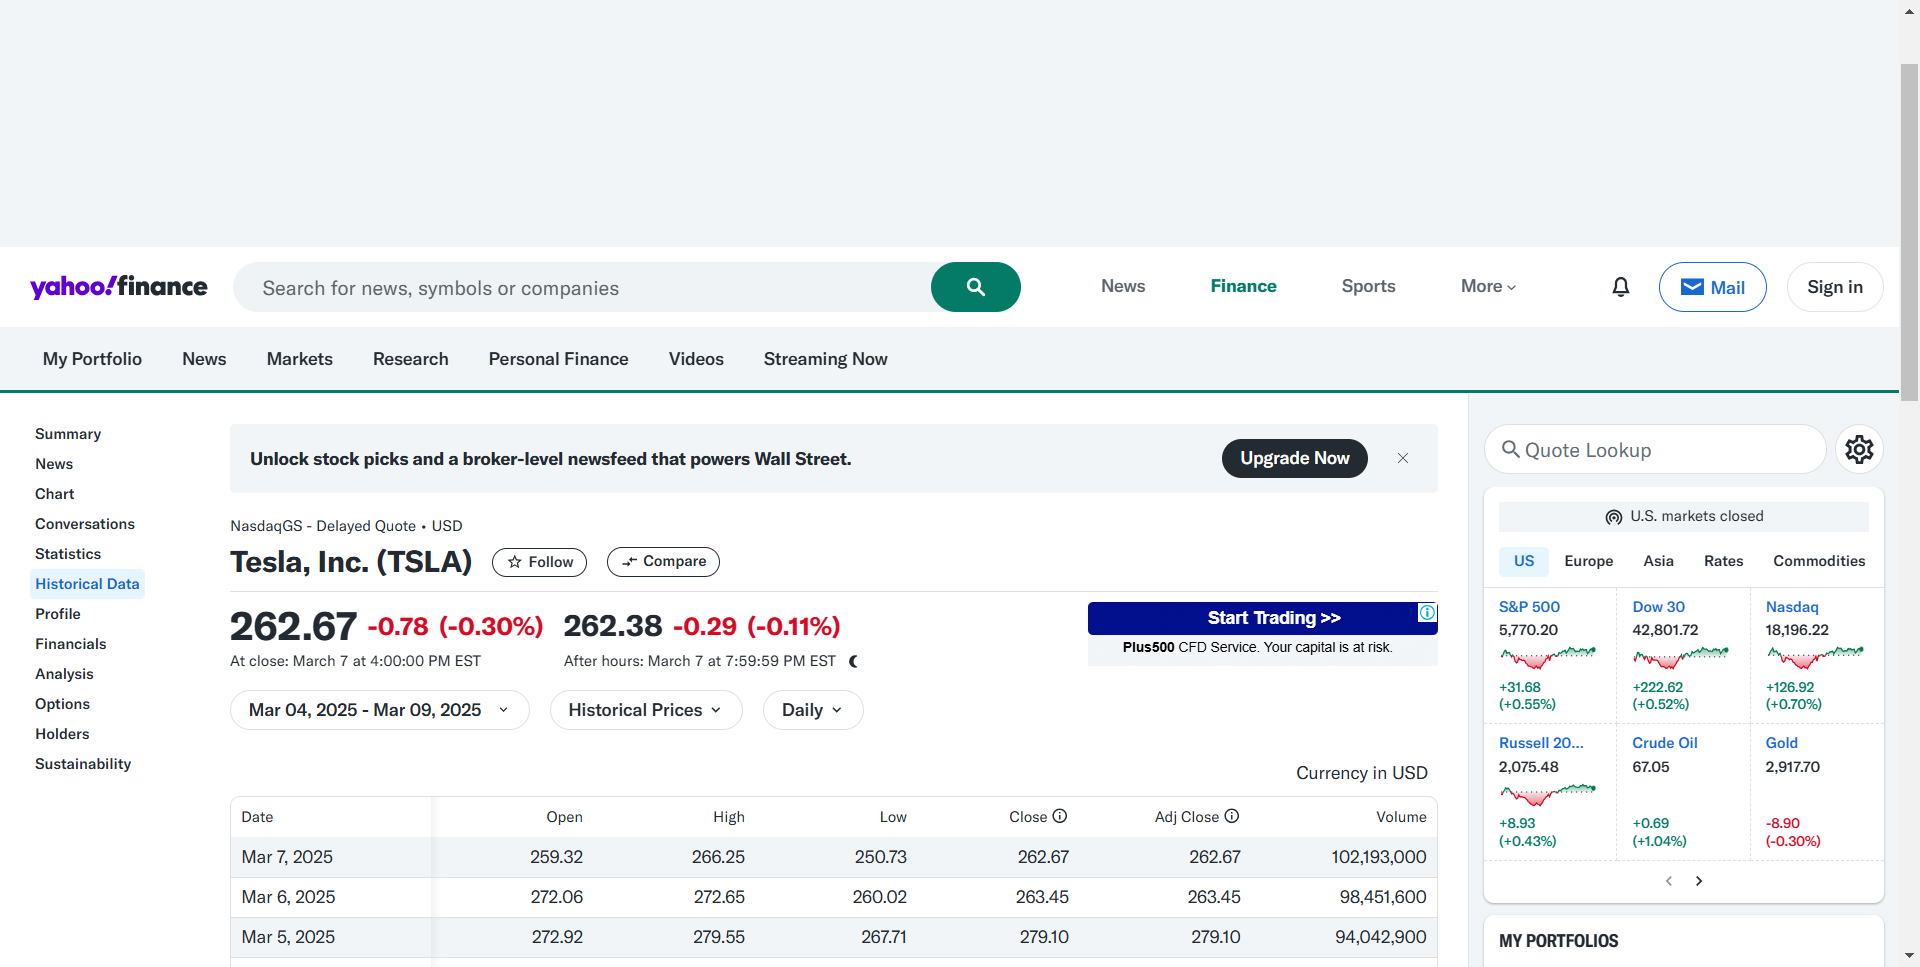 yahoo!finance
Search for news, symbols or companies
News Finance Sports More
Mail
Sign in
My Portfolio News Markets Research Personal Finance Videos Streaming Now
Summary
News
Chart
Conversations
Statistics
Historical Data
Profile
Financials
Analysis
Options
Holders
Sustainability
Unlock stock picks and a broker-level newsfeed that powers Wall Street.
Upgrade Now
NasdaqGS - Delayed Quote • USD
Tesla, Inc. (TSLA)
Follow
Compare
262.67 -0.78 (-0.30%)
At close: March 7 at 4:00:00 PM EST
262.38 -0.29 (-0.11%)
After hours: March 7 at 7:59:59 PM EST
Start Trading >>
Plus500 CFD Service. Your capital is at risk.
Mar 04, 2025 - Mar 09, 2025
Historical Prices
Daily
Currency in USD
Date Open High Low Close Adj Close Volume
Mar 7, 2025 259.32 266.25 250.73 262.67 262.67 102,193,000
Mar 6, 2025 272.06 272.65 260.02 263.45 263.45 98,451,600
Mar 5, 2025 272.92 279.55 267.71 279.10 279.10 94,042,900
Quote Lookup
U.S. markets closed
US Europe Asia Rates Commodities
S&P 500
5,770.20
+31.68
(+0.55%)
Dow 30
42,801.72
+222.62
(+0.52%)
Nasdaq
18,196.22
+126.92
(+0.70%)
Russell 20...
2,075.48
+8.93
(+0.43%)
Crude Oil
67.05
+0.69
(+1.04%)
Gold
2,917.70
-8.90
(-0.30%)
MY PORTFOLIOS